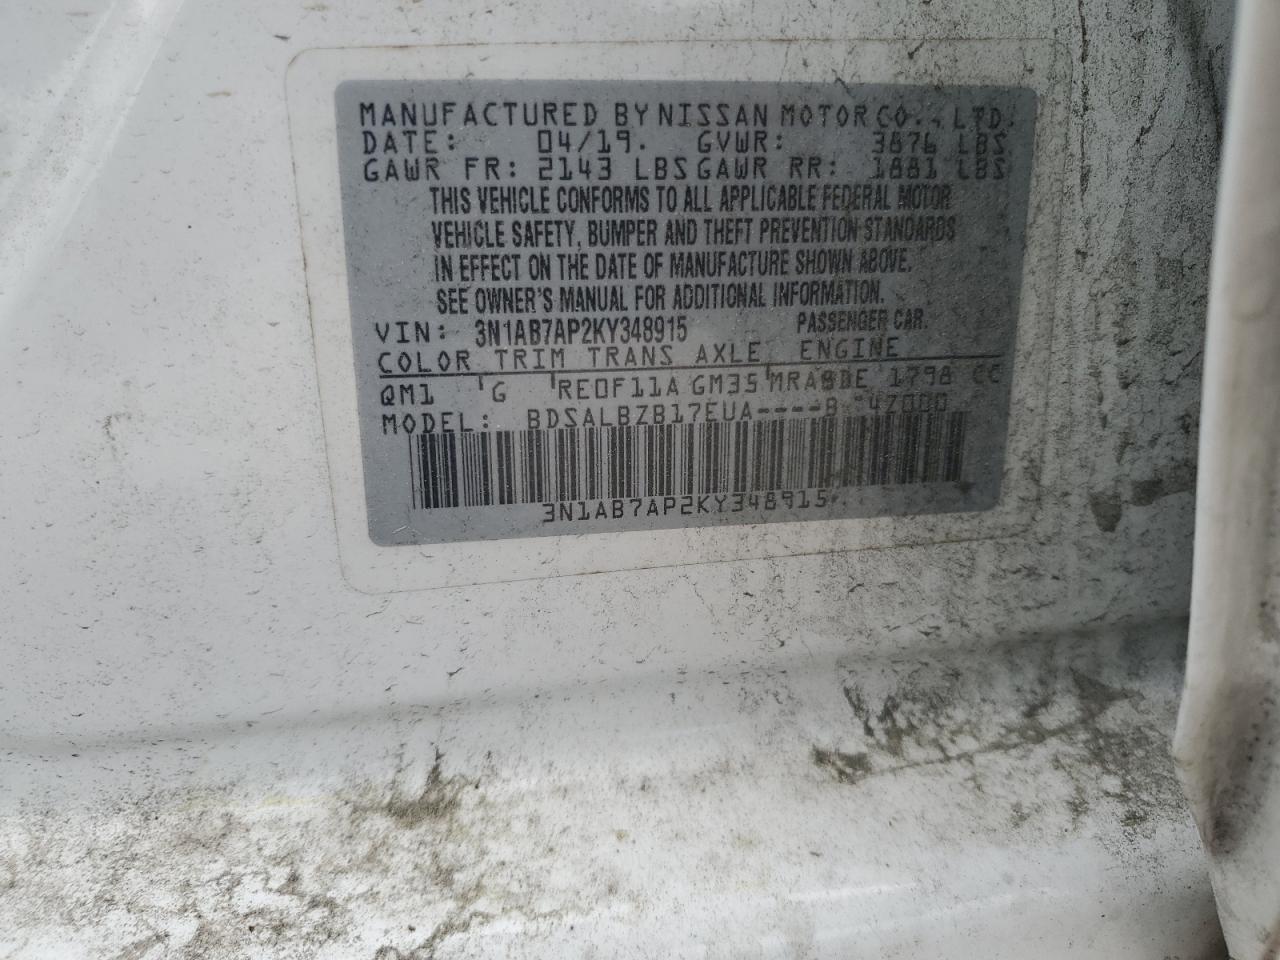 MANUFACTURED BY NISSAN MOTOR CO., LTD.
DATE: 04/19. GVWR: 3876 LBS
GAWR FR: 2143 LBS GAWR RR: 1881 LBS
THIS VEHICLE CONFORMS TO ALL APPLICABLE FEDERAL MOTOR
VEHICLE SAFETY, BUMPER AND THEFT PREVENTION STANDARDS
IN EFFECT ON THE DATE OF MANUFACTURE SHOWN ABOVE.
SEE OWNER'S MANUAL FOR ADDITIONAL INFORMATION.
VIN: 3N1AB7AP2KY348915 PASSENGER CAR.
COLOR TRIM TRANS AXLE ENGINE
QM1 G RE0F11A GM35 MRA8DE 1798 CC
MODEL: BDSALBZB17EUA----B
3N1AB7AP2KY348915